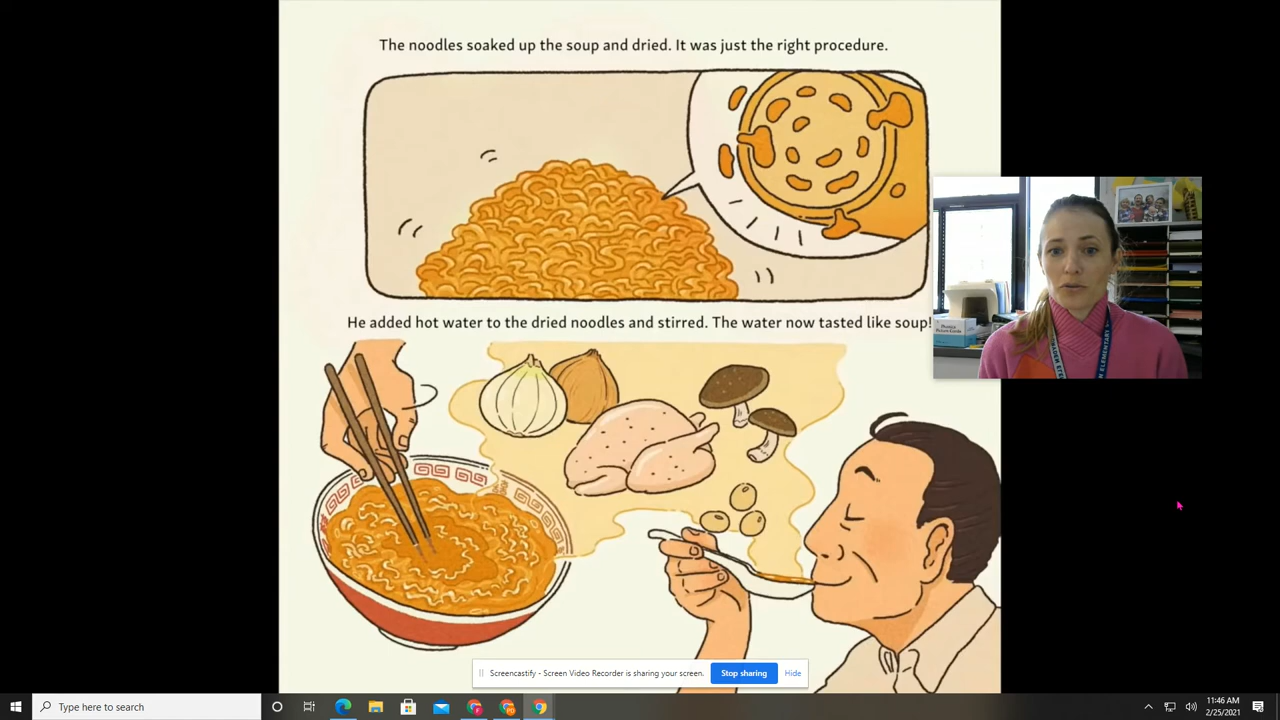 The noodles soaked up the soup and dried. It was just the right procedure.
He added hot water to the dried noodles and stirred. The water now tasted like soup!
Screencastify - Screen Video Recorder is sharing your screen.
Stop sharing
Hide
Type here to search
11:46 AM
2/25/2021